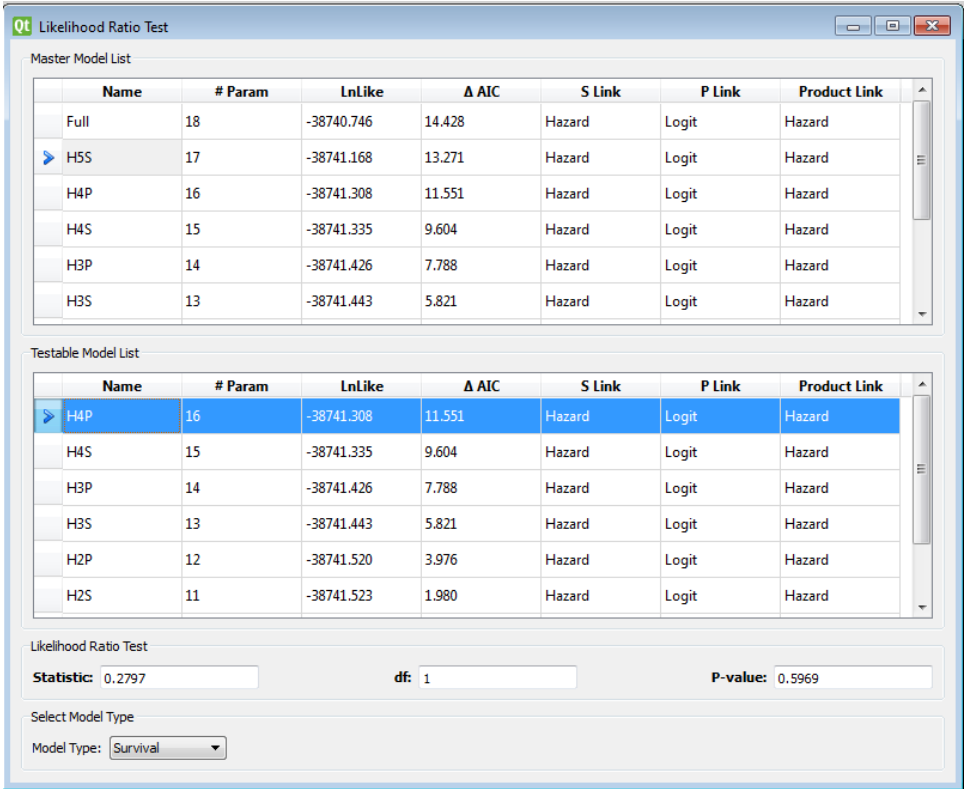 Qt Likelihood Ratio Test
Master Model List
Name # Param LnLike Δ AIC S Link P Link Product Link
Full 18 -38740.746 14.428 Hazard Logit Hazard
H5S 17 -38741.168 13.271 Hazard Logit Hazard
H4P 16 -38741.308 11.551 Hazard Logit Hazard
H4S 15 -38741.335 9.604 Hazard Logit Hazard
H3P 14 -38741.426 7.788 Hazard Logit Hazard
H3S 13 -38741.443 5.821 Hazard Logit Hazard
Testable Model List
Name # Param LnLike Δ AIC S Link P Link Product Link
H4P 16 -38741.308 11.551 Hazard Logit Hazard
H4S 15 -38741.335 9.604 Hazard Logit Hazard
H3P 14 -38741.426 7.788 Hazard Logit Hazard
H3S 13 -38741.443 5.821 Hazard Logit Hazard
H2P 12 -38741.520 3.976 Hazard Logit Hazard
H2S 11 -38741.523 1.980 Hazard Logit Hazard
Likelihood Ratio Test
Statistic: 0.2797 df: 1 P-value: 0.5969
Select Model Type
Model Type: Survival